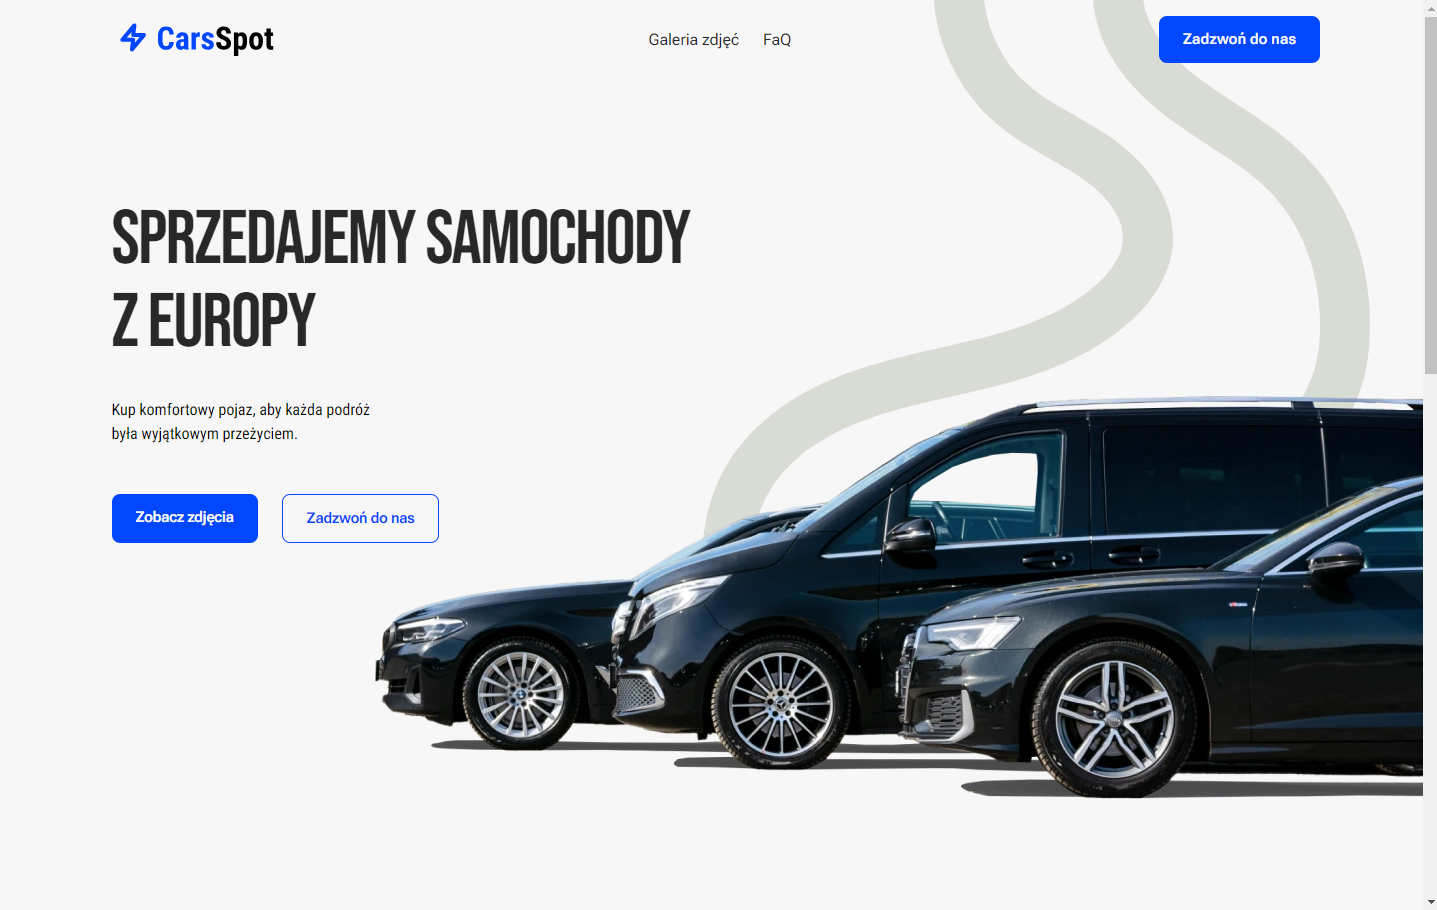 CarsSpot
Galeria zdjęć
FaQ
Zadzwoń do nas
SPRZEDAJEMY SAMOCHODY
Z EUROPY
Kup komfortowy pojaz, aby każda podróż
była wyjątkowym przeżyciem.
Zobacz zdjęcia
Zadzwoń do nas